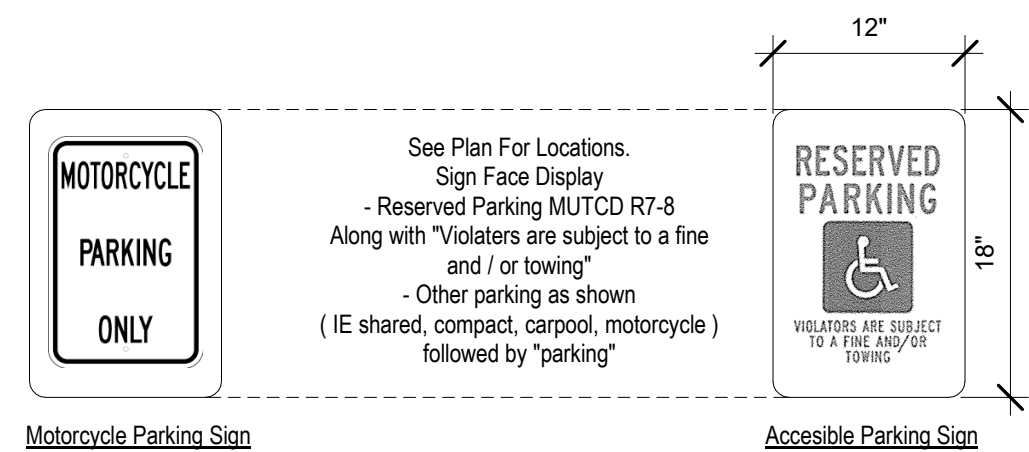 12"
MOTORCYCLE
PARKING
ONLY
See Plan For Locations.
Sign Face Display
- Reserved Parking MUTCD R7-8
Along with "Violaters are subject to a fine
and / or towing"
- Other parking as shown
( IE shared, compact, carpool, motorcycle )
followed by "parking"
RESERVED
PARKING
VIOLATORS ARE SUBJECT
TO A FINE AND/OR
TOWING
18"
Motorcycle Parking Sign
Accesible Parking Sign